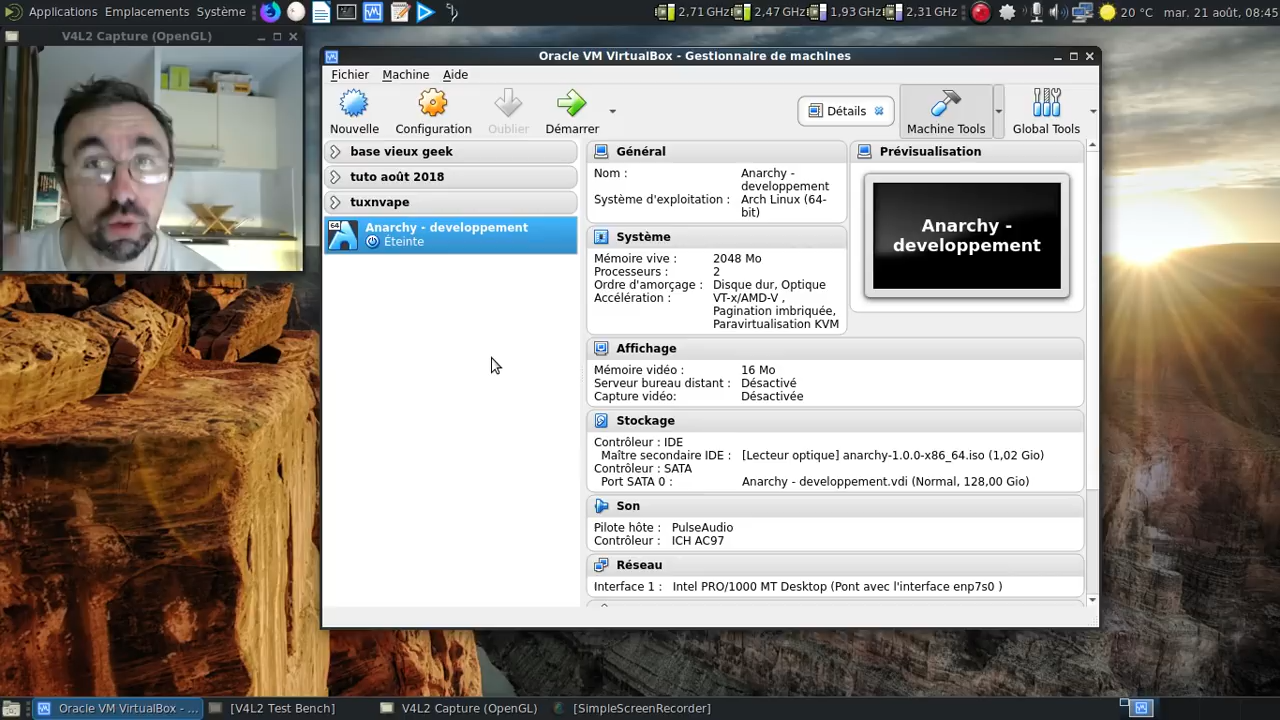 Applications Emplacements Système
2,71 GHz 2,47 GHz 1,93 GHz 2,31 GHz 20 °C mar. 21 août, 08:45
V4L2 Capture (OpenGL)
Oracle VM VirtualBox - Gestionnaire de machines
Fichier Machine Aide
Nouvelle Configuration Oublier Démarrer
Détails Machine Tools Global Tools
base vieux geek
tuto août 2018
tuxnvape
64
Anarchy - developpement
Éteinte
Général
Nom : Anarchy -
developpement
Système d'exploitation : Arch Linux (64-
bit)
Prévisualisation
Anarchy -
developpement
Système
Mémoire vive : 2048 Mo
Processeurs : 2
Ordre d'amorçage : Disque dur, Optique
Accélération : VT-x/AMD-V ,
Pagination imbriquée,
Paravirtualisation KVM
Affichage
Mémoire vidéo : 16 Mo
Serveur bureau distant : Désactivé
Capture vidéo: Désactivée
Stockage
Contrôleur : IDE
Maître secondaire IDE : [Lecteur optique] anarchy-1.0.0-x86_64.iso (1,02 Gio)
Contrôleur : SATA
Port SATA 0 : Anarchy - developpement.vdi (Normal, 128,00 Gio)
Son
Pilote hôte : PulseAudio
Contrôleur : ICH AC97
Réseau
Interface 1 : Intel PRO/1000 MT Desktop (Pont avec l'interface enp7s0 )
Oracle VM VirtualBox - ... [V4L2 Test Bench] V4L2 Capture (OpenGL) [SimpleScreenRecorder]